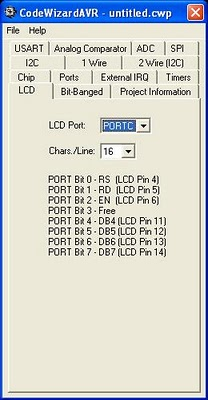 CodeWizardAVR - untitled.cwp
File Help
USART Analog Comparator ADC SPI
I2C 1 Wire 2 Wire (I2C)
Chip Ports External IRQ Timers
LCD Bit-Banged Project Information
LCD Port: PORTC
Chars./Line: 16
PORT Bit 0 - RS (LCD Pin 4)
PORT Bit 1 - RD (LCD Pin 5)
PORT Bit 2 - EN (LCD Pin 6)
PORT Bit 3 - Free
PORT Bit 4 - DB4 (LCD Pin 11)
PORT Bit 5 - DB5 (LCD Pin 12)
PORT Bit 6 - DB6 (LCD Pin 13)
PORT Bit 7 - DB7 (LCD Pin 14)